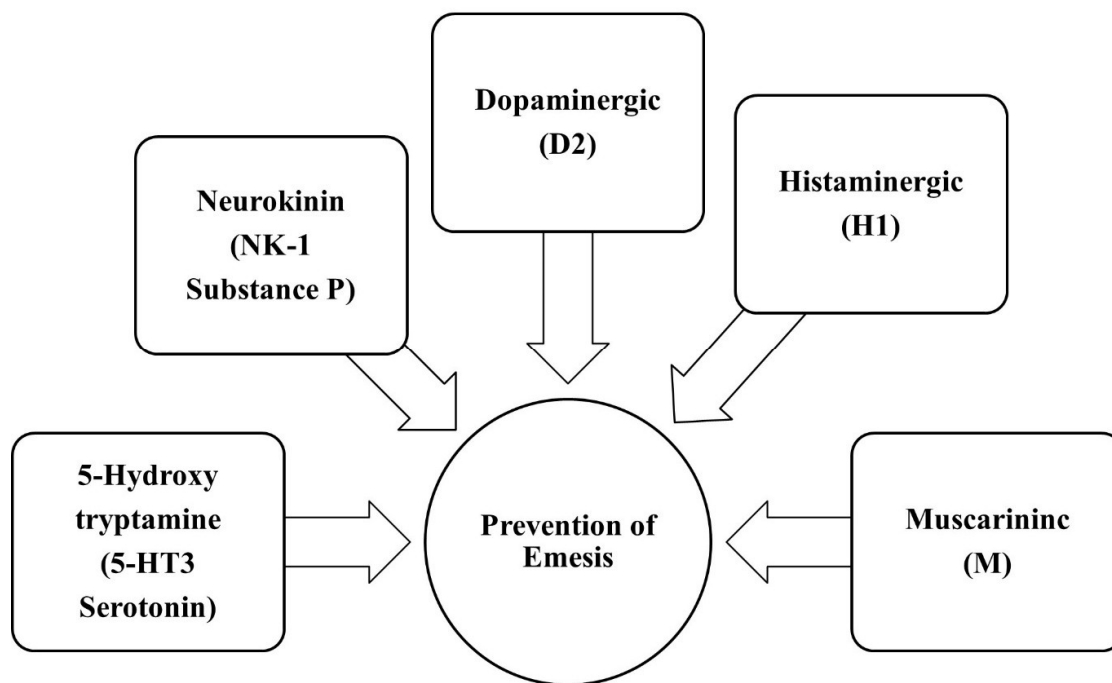 Dopaminergic
(D2)
Neurokinin
(NK-1
Substance P)
Histaminergic
(H1)
5-Hydroxy
tryptamine
(5-HT3
Serotonin)
Prevention of
Emesis
Muscarininc
(M)